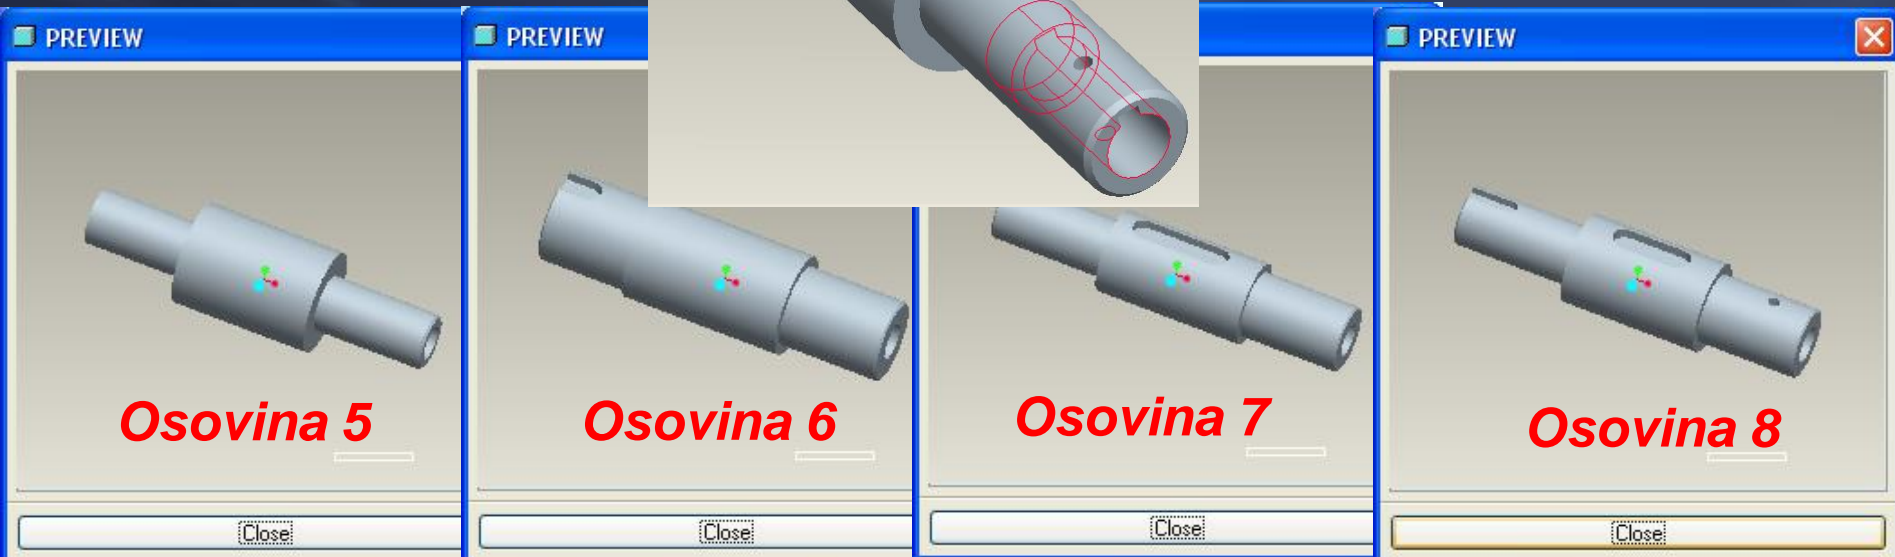 PREVIEW
PREVIEW
PREVIEW
Osovina 5
Osovina 6
Osovina 7
Osovina 8
Close
Close
Close
Close